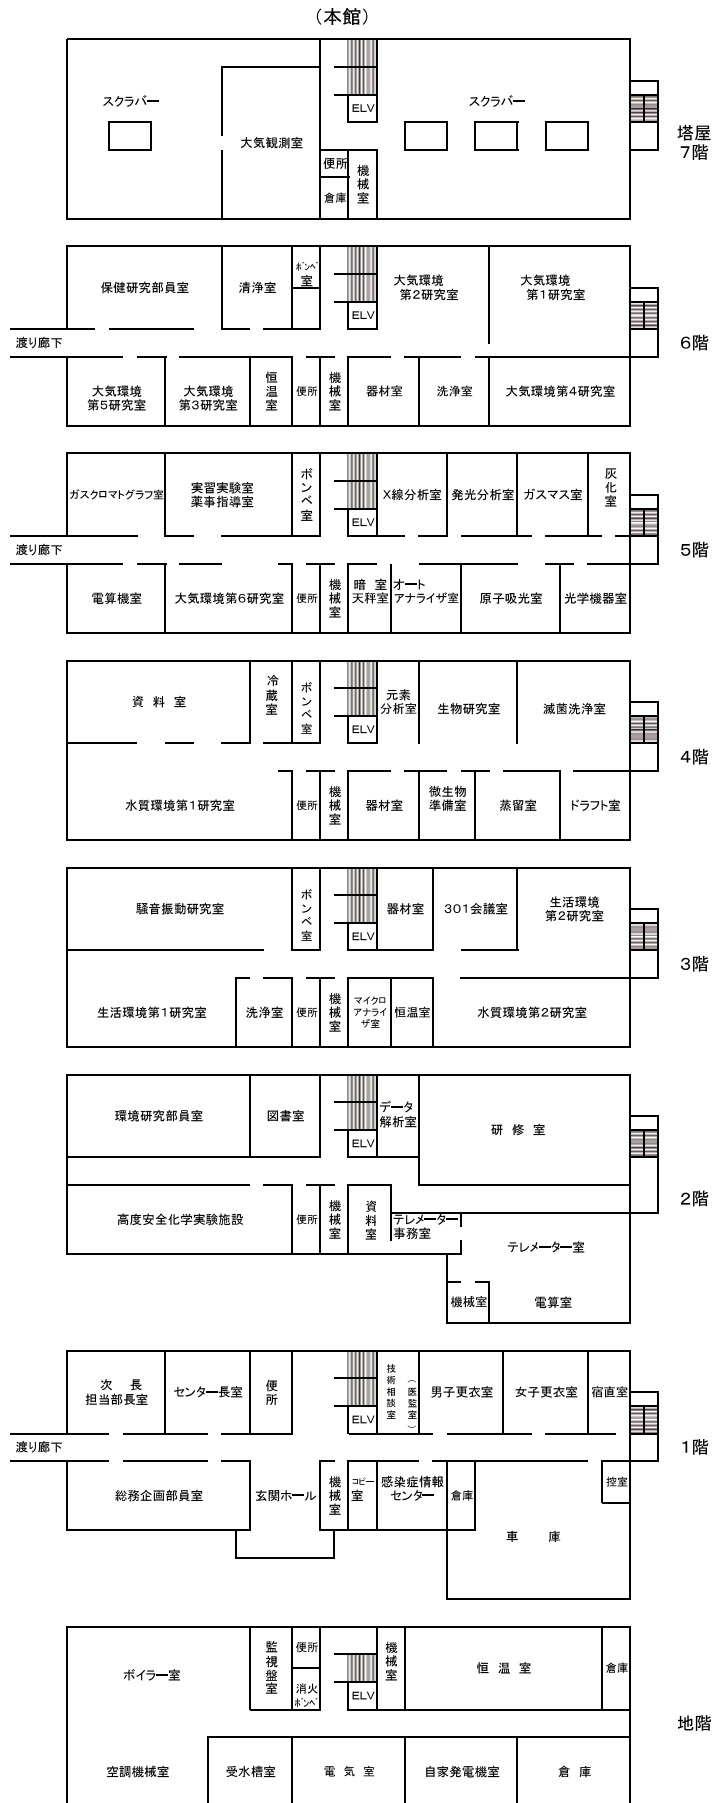 （本館）
スクラバー
スクラバー
大気観測室
ELV
便所
倉庫
機械室
塔屋
７階
保健研究部員室
清浄室
ボンベ室
ELV
大気環境
第２研究室
大気環境
第１研究室
渡り廊下
６階
大気環境
第５研究室
大気環境
第３研究室
恒温室
便所
機械室
器材室
洗浄室
大気環境第４研究室
ガスクロマトグラフ室
実習実験室
薬事指導室
ボンベ室
ELV
Ｘ線分析室
発光分析室
ガスマス室
灰化室
渡り廊下
５階
電算機室
大気環境第６研究室
便所
機械室
暗　室
天秤室
オート
アナライザ室
原子吸光室
光学機器室
資　料　室
冷蔵室
ボンベ室
ELV
元素
分析室
生物研究室
滅菌洗浄室
４階
水質環境第１研究室
便所
機械室
器材室
微生物
準備室
蒸留室
ドラフト室
騒音振動研究室
ボンベ室
ELV
器材室
３０１会議室
生活環境
第２研究室
３階
生活環境第１研究室
洗浄室
便所
機械室
マイクロ
アナライ
ザ室
恒温室
水質環境第２研究室
環境研究部員室
図書室
ELV
データ
解析室
研　修　室
２階
高度安全化学実験施設
便所
機械室
資料室
テレメーター
事務室
テレメーター室
機械室
電算室
次　長
担当部長室
センター長室
便所
ELV
技術相談室
（医監室）
男子更衣室
女子更衣室
宿直室
渡り廊下
１階
総務企画部員室
玄関ホール
機械室
コピー
室
感染症情報
センター
倉庫
控室
車　　庫
ボイラー室
監視盤室
便所
消火
ボンベ
ELV
機械室
恒　温　室
倉庫
地階
空調機械室
受水槽室
電　気　室
自家発電機室
倉　庫